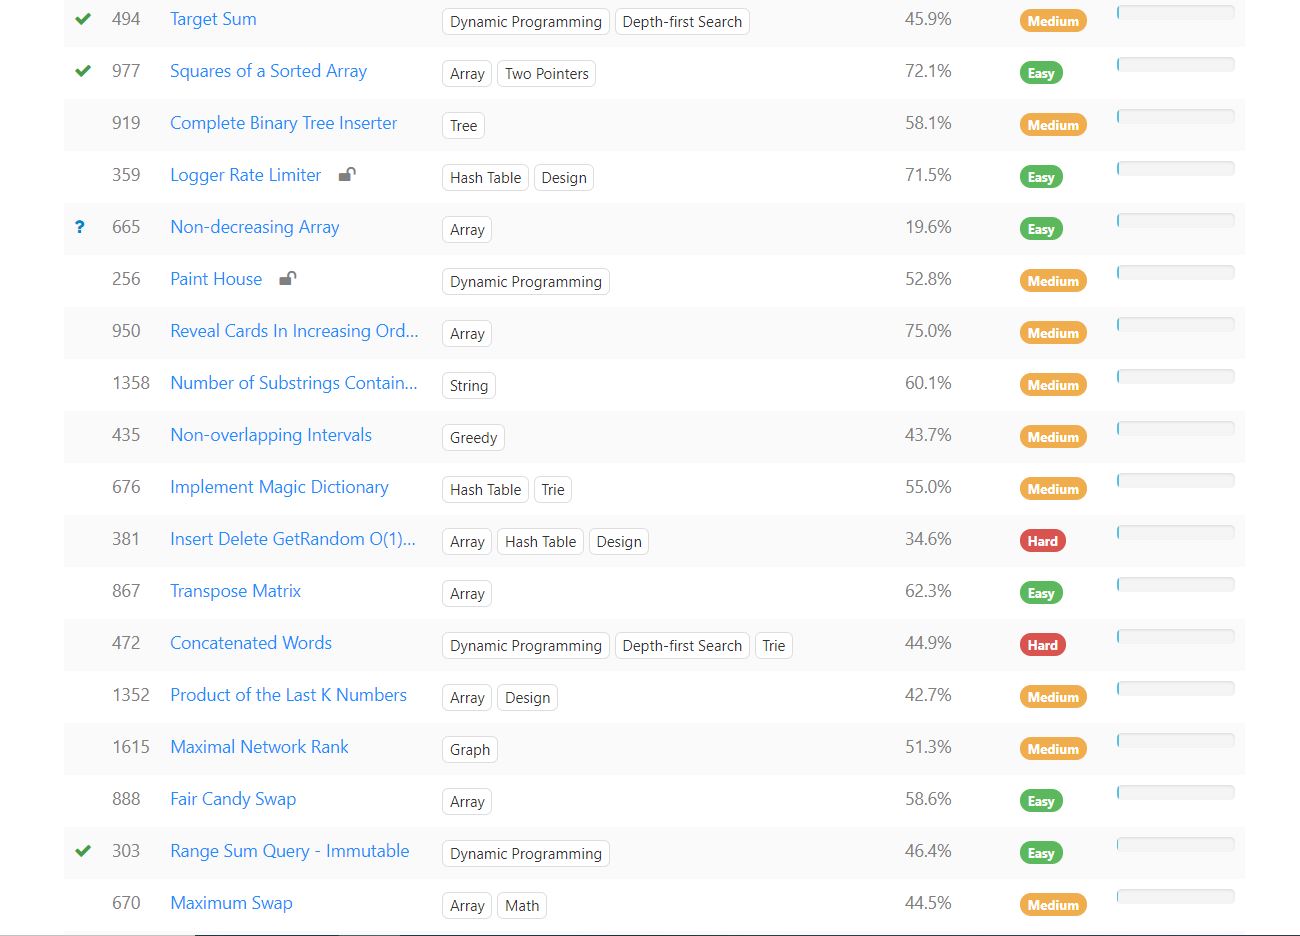 494 Target Sum Dynamic Programming Depth-first Search 45.9% Medium
977 Squares of a Sorted Array Array Two Pointers 72.1% Easy
919 Complete Binary Tree Inserter Tree 58.1% Medium
359 Logger Rate Limiter Hash Table Design 71.5% Easy
? 665 Non-decreasing Array Array 19.6% Easy
256 Paint House Dynamic Programming 52.8% Medium
950 Reveal Cards In Increasing Ord... Array 75.0% Medium
1358 Number of Substrings Contain... String 60.1% Medium
435 Non-overlapping Intervals Greedy 43.7% Medium
676 Implement Magic Dictionary Hash Table Trie 55.0% Medium
381 Insert Delete GetRandom O(1)... Array Hash Table Design 34.6% Hard
867 Transpose Matrix Array 62.3% Easy
472 Concatenated Words Dynamic Programming Depth-first Search Trie 44.9% Hard
1352 Product of the Last K Numbers Array Design 42.7% Medium
1615 Maximal Network Rank Graph 51.3% Medium
888 Fair Candy Swap Array 58.6% Easy
303 Range Sum Query - Immutable Dynamic Programming 46.4% Easy
670 Maximum Swap Array Math 44.5% Medium